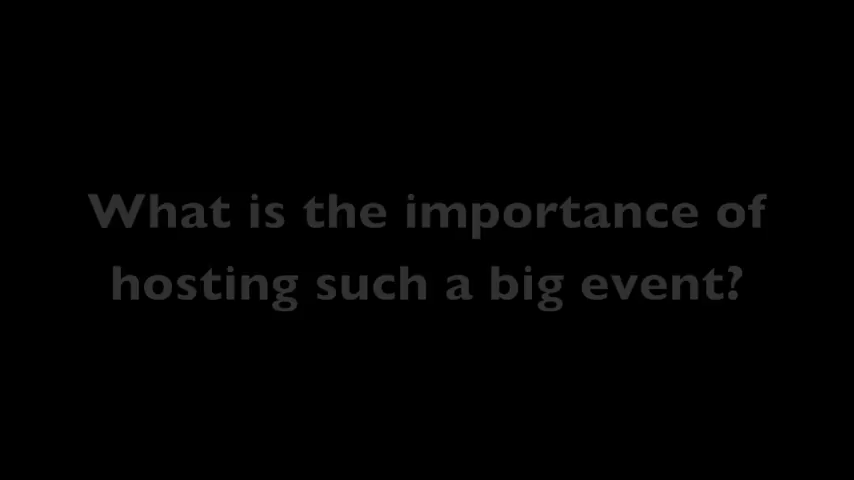 What is the importance of
hosting such a big event?